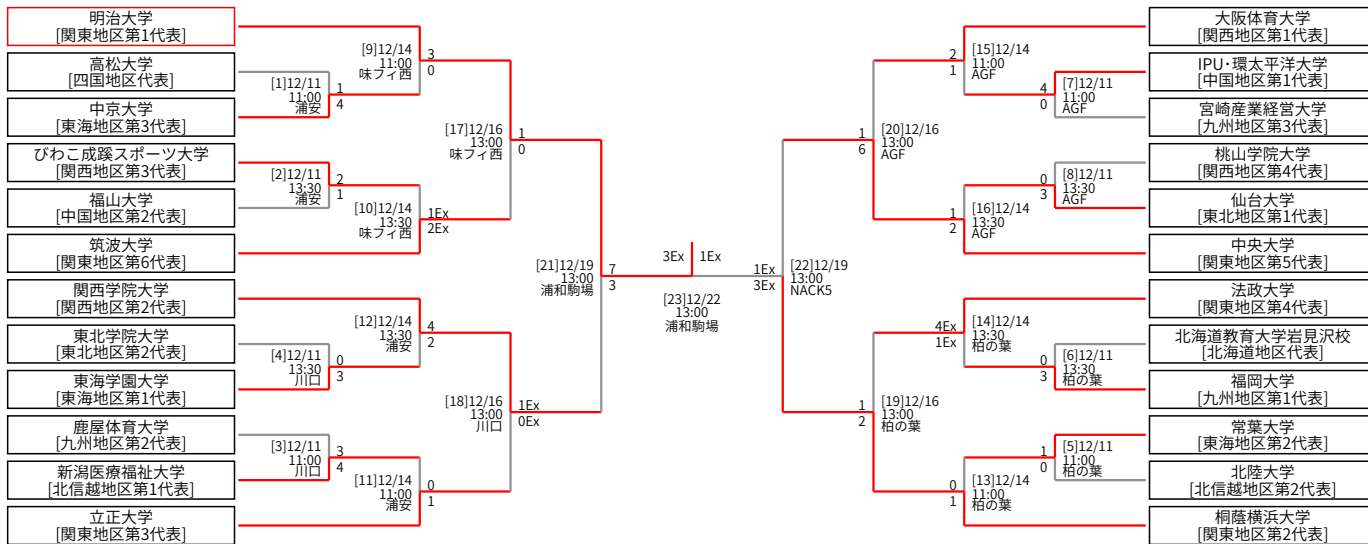 明治大学
[関東地区第1代表]
高松大学
[四国地区代表]
中京大学
[東海地区第3代表]
びわこ成蹊スポーツ大学
[関西地区第3代表]
福山大学
[中国地区第2代表]
筑波大学
[関東地区第6代表]
関西学院大学
[関西地区第2代表]
東北学院大学
[東北地区第2代表]
東海学園大学
[東海地区第1代表]
鹿屋体育大学
[九州地区第2代表]
新潟医療福祉大学
[北信越地区第1代表]
立正大学
[関東地区第3代表]
[1]12/11
11:00
浦安
1
4
[2]12/11
13:30
浦安
2
1
[4]12/11
13:30
川口
0
3
[3]12/11
11:00
川口
3
4
[9]12/14
11:00
味フィ西
3
0
[10]12/14
13:30
味フィ西
1Ex
2Ex
[12]12/14
13:30
浦安
4
2
[11]12/14
11:00
浦安
0
1
[17]12/16
13:00
味フィ西
1
0
[18]12/16
13:00
川口
1Ex
0Ex
[21]12/19
13:00
浦和駒場
7
3
3Ex
1Ex
[23]12/22
13:00
浦和駒場
1Ex
3Ex
[22]12/19
13:00
NACK5
1
6
[20]12/16
13:00
AGF
1
2
[19]12/16
13:00
柏の葉
2
1
[15]12/14
11:00
AGF
1
2
[16]12/14
13:30
AGF
4Ex
1Ex
[14]12/14
13:30
柏の葉
0
1
[13]12/14
11:00
柏の葉
4
0
[7]12/11
11:00
AGF
0
3
[8]12/11
13:30
AGF
0
3
[6]12/11
13:30
柏の葉
1
0
[5]12/11
11:00
柏の葉
大阪体育大学
[関西地区第1代表]
IPU・環太平洋大学
[中国地区第1代表]
宮崎産業経営大学
[九州地区第3代表]
桃山学院大学
[関西地区第4代表]
仙台大学
[東北地区第1代表]
中央大学
[関東地区第5代表]
法政大学
[関東地区第4代表]
北海道教育大学岩見沢校
[北海道地区代表]
福岡大学
[九州地区第1代表]
常葉大学
[東海地区第2代表]
北陸大学
[北信越地区第2代表]
桐蔭横浜大学
[関東地区第2代表]